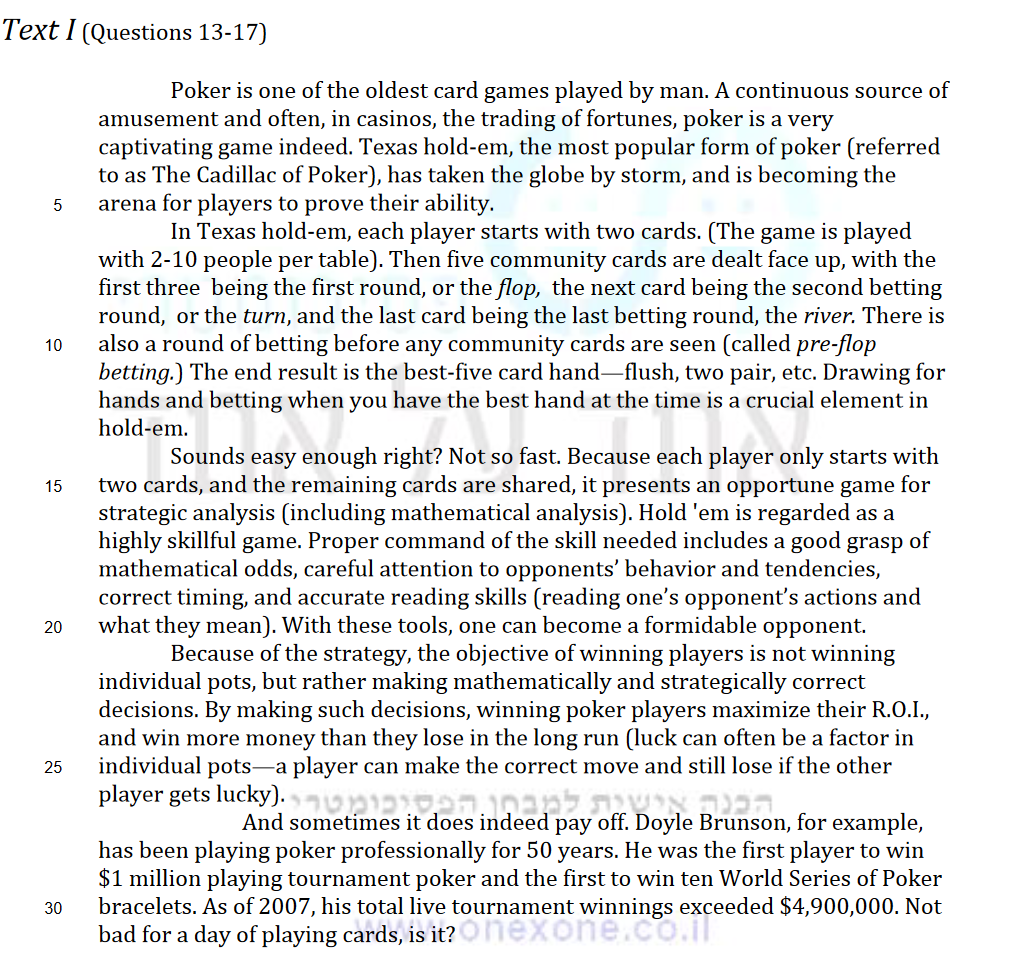 Text I (Questions 13-17)
Poker is one of the oldest card games played by man. A continuous source of
amusement and often, in casinos, the trading of fortunes, poker is a very
captivating game indeed. Texas hold-em, the most popular form of poker (referred
to as The Cadillac of Poker), has taken the globe by storm, and is becoming the
5 arena for players to prove their ability.
In Texas hold-em, each player starts with two cards. (The game is played
with 2-10 people per table). Then five community cards are dealt face up, with the
first three being the first round, or the flop, the next card being the second betting
round, or the turn, and the last card being the last betting round, the river. There is
10 also a round of betting before any community cards are seen (called pre-flop
betting.) The end result is the best-five card hand—flush, two pair, etc. Drawing for
hands and betting when you have the best hand at the time is a crucial element in
hold-em.
אחד על אחד
Sounds easy enough right? Not so fast. Because each player only starts with
15 two cards, and the remaining cards are shared, it presents an opportune game for
strategic analysis (including mathematical analysis). Hold 'em is regarded as a
highly skillful game. Proper command of the skill needed includes a good grasp of
mathematical odds, careful attention to opponents’ behavior and tendencies,
correct timing, and accurate reading skills (reading one’s opponent’s actions and
20 what they mean). With these tools, one can become a formidable opponent.
Because of the strategy, the objective of winning players is not winning
individual pots, but rather making mathematically and strategically correct
decisions. By making such decisions, winning poker players maximize their R.O.I.,
and win more money than they lose in the long run (luck can often be a factor in
25 individual pots—a player can make the correct move and still lose if the other
player gets lucky).
הכנה אישית למבחן הפסיכומטרי
And sometimes it does indeed pay off. Doyle Brunson, for example,
has been playing poker professionally for 50 years. He was the first player to win
$1 million playing tournament poker and the first to win ten World Series of Poker
30 bracelets. As of 2007, his total live tournament winnings exceeded $4,900,000. Not
bad for a day of playing cards, is it?
www.onexone.co.il